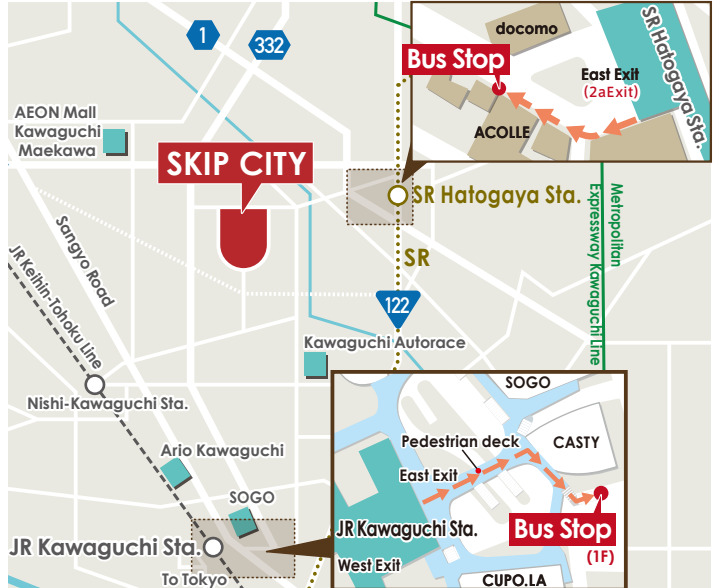 1
332
AEON Mall
Kawaguchi
Maekawa
SKIP CITY
docomo
Bus Stop
East Exit
(2aExit)
SR Hatogaya Sta.
ACOLLE
SR Hatogaya Sta.
SR
Metropolitan
Expressway Kawaguchi Line
Sangyo Road
JR Keihin-Tohoku Line
122
Kawaguchi Autorace
Nishi-Kawaguchi Sta.
Ario Kawaguchi
SOGO
JR Kawaguchi Sta.
To Tokyo
SOGO
CASTY
Pedestrian deck
East Exit
JR Kawaguchi Sta.
Bus Stop
(1F)
West Exit
CUPO.LA